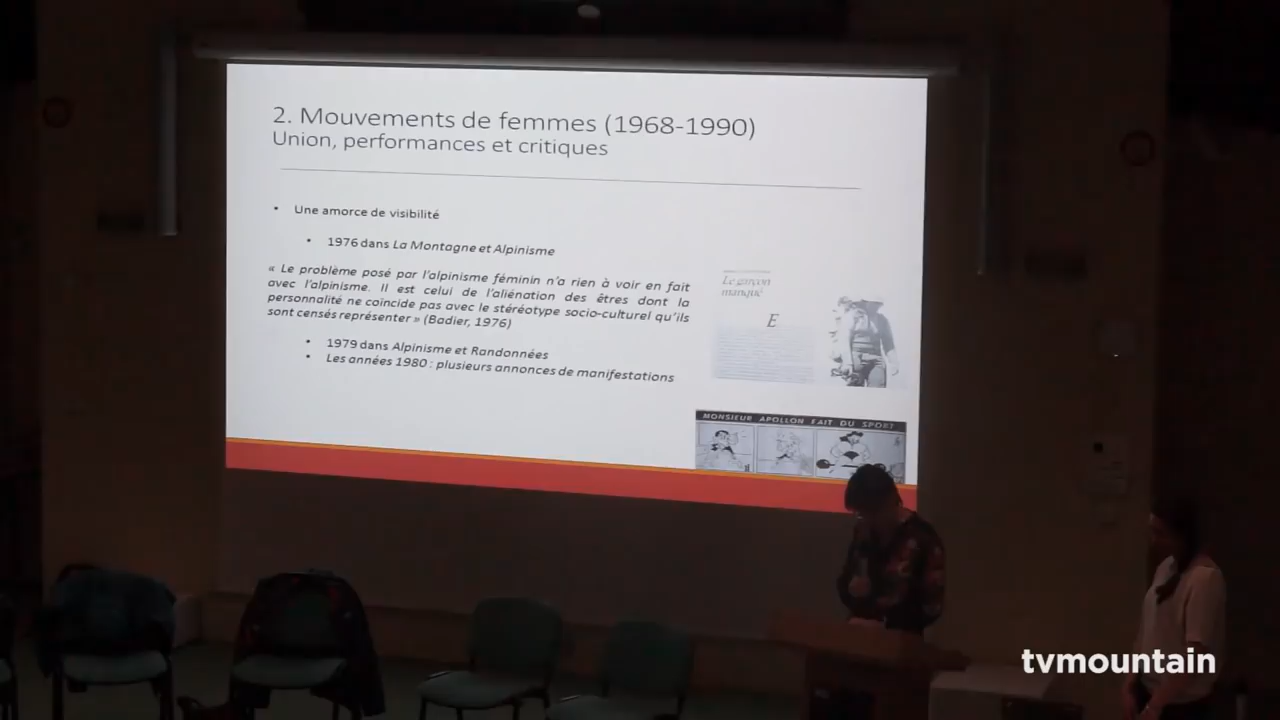 2. Mouvements de femmes (1968-1990)
Union, performances et critiques
• Une amorce de visibilité
• 1976 dans La Montagne et Alpinisme
« Le problème posé par l'alpinisme féminin n'a rien à voir en fait
avec l'alpinisme. Il est celui de l'aliénation des êtres dont la
personnalité ne coincide pas avec le stéréotype socio-culturel qu'ils
sont censés représenter » (Badier, 1976)
• 1979 dans Alpinisme et Randonnées
• Les années 1980 : plusieurs annonces de manifestations
Le garçon
manqué
E
MONSIEUR APOLLON FAIT DU SPORT
tvmountain